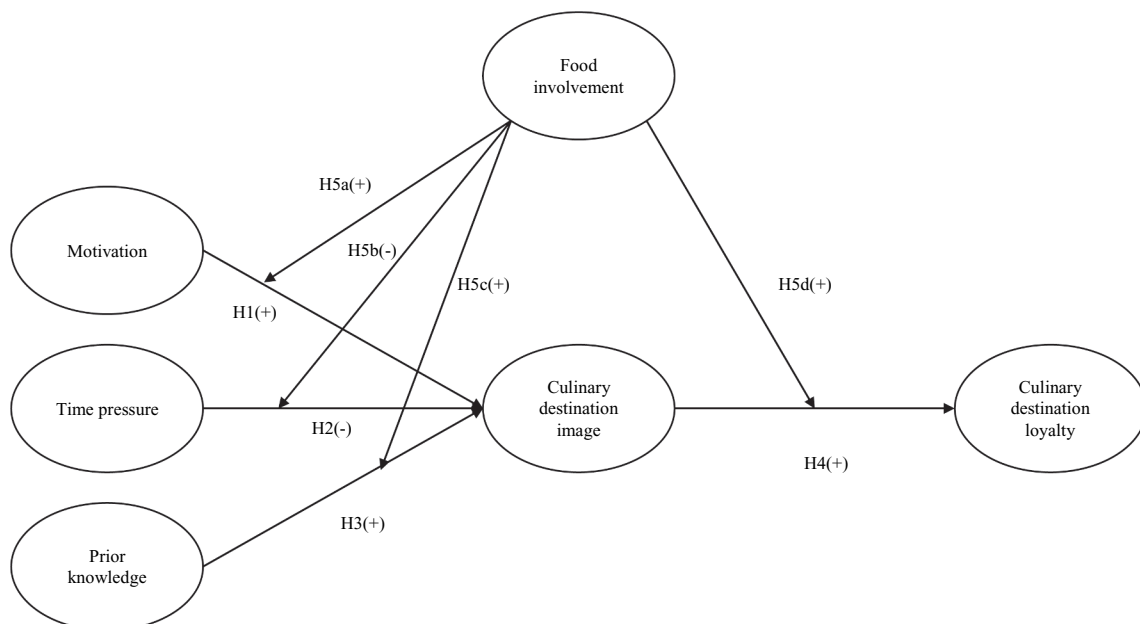 Food
involvement
H5a(+)
Motivation
H5b(-)
H5c(+)
H5d(+)
H1(+)
Time pressure
Culinary
destination
image
Culinary
destination
loyalty
H2(-)
H4(+)
H3(+)
Prior
knowledge